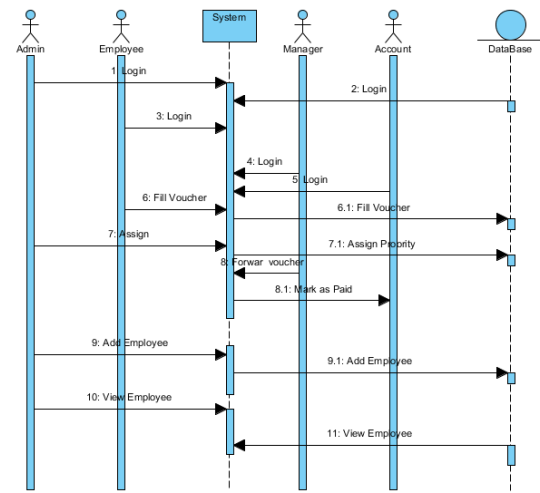 System
Admin
Employee
Manager
Account
DataBase
1: Login
2: Login
3: Login
4: Login
5: Login
6: Fill Voucher
6.1: Fill Voucher
7: Assign
7.1: Assign Proprity
8: Forwar voucher
8.1: Mark as Paid
9: Add Employee
9.1: Add Employee
10: View Employee
11: View Employee